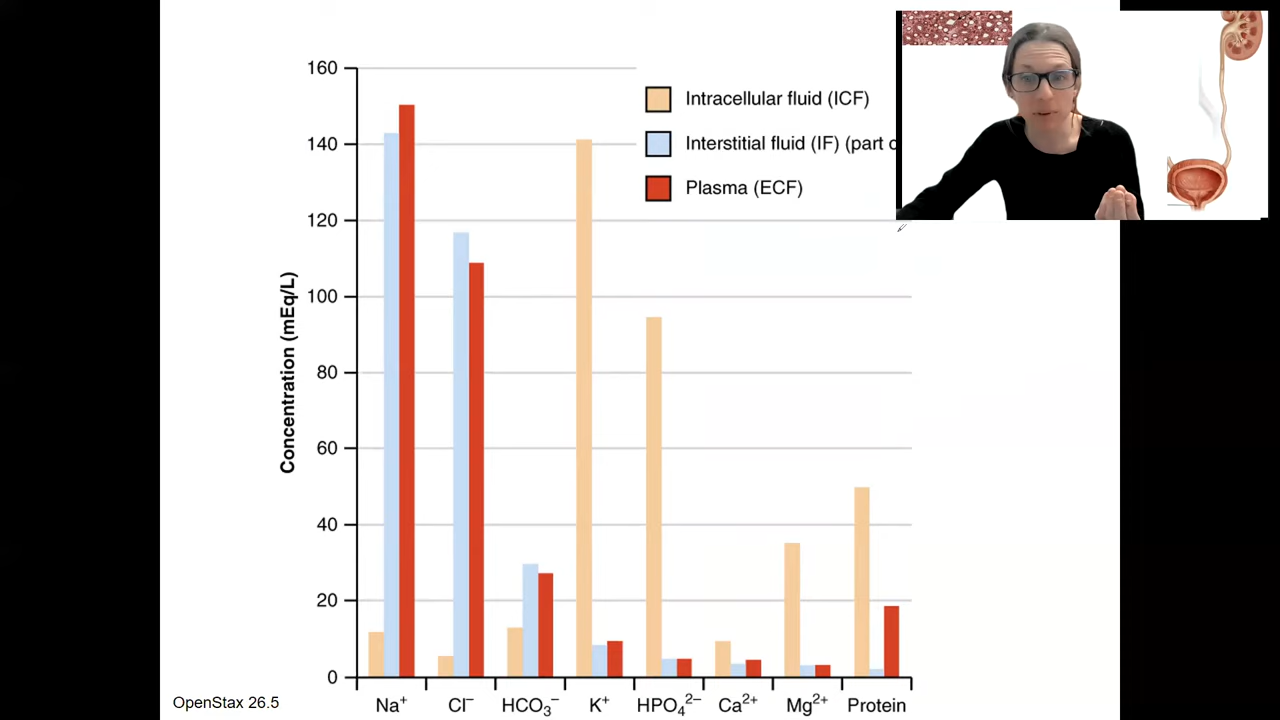 160
140
120
100
80
60
40
20
0
Concentration (mEq/L)
Intracellular fluid (ICF)
Interstitial fluid (IF) (part
Plasma (ECF)
Na⁺ Cl⁻ HCO₃⁻ K⁺ HPO₄²⁻ Ca²⁺ Mg²⁺ Protein
OpenStax 26.5